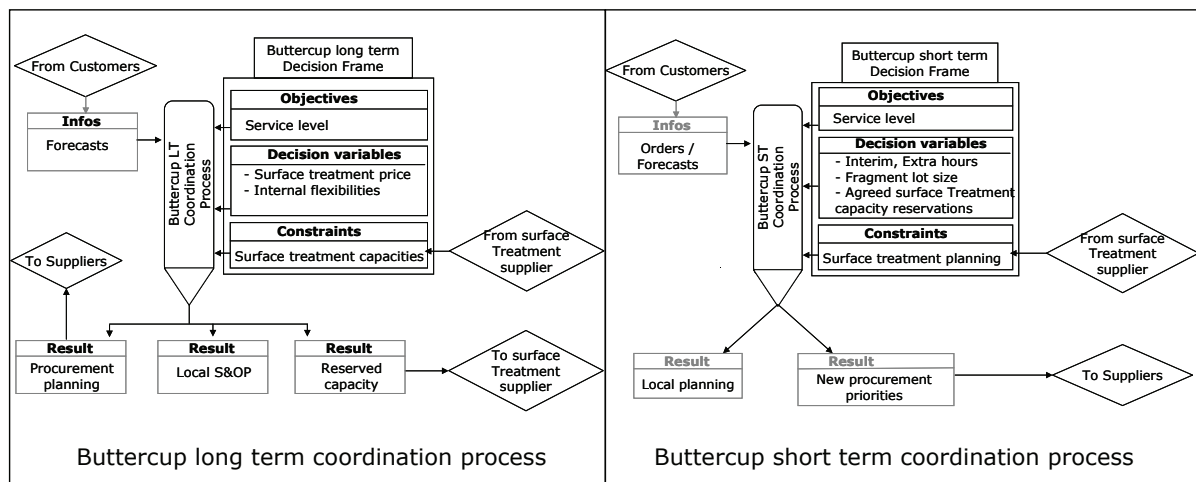 Buttercup long term
Decision Frame
From Customers
Objectives
Service level
Infos
Forecasts
Buttercup LT
Coordination
Process
Decision variables
- Surface treatment price
- Internal flexibilities
Constraints
Surface treatment capacities
From surface
Treatment
supplier
To Suppliers
Result
Procurement
planning
Result
Local S&OP
Result
Reserved
capacity
To surface
Treatment
supplier
Buttercup long term coordination process
Buttercup short term
Decision Frame
From Customers
Objectives
Service level
Infos
Orders /
Forecasts
Buttercup ST
Coordination
Process
Decision variables
- Interim, Extra hours
- Fragment lot size
- Agreed surface Treatment
capacity reservations
Constraints
Surface treatment planning
From surface
Treatment
supplier
Result
Local planning
Result
New procurement
priorities
To Suppliers
Buttercup short term coordination process